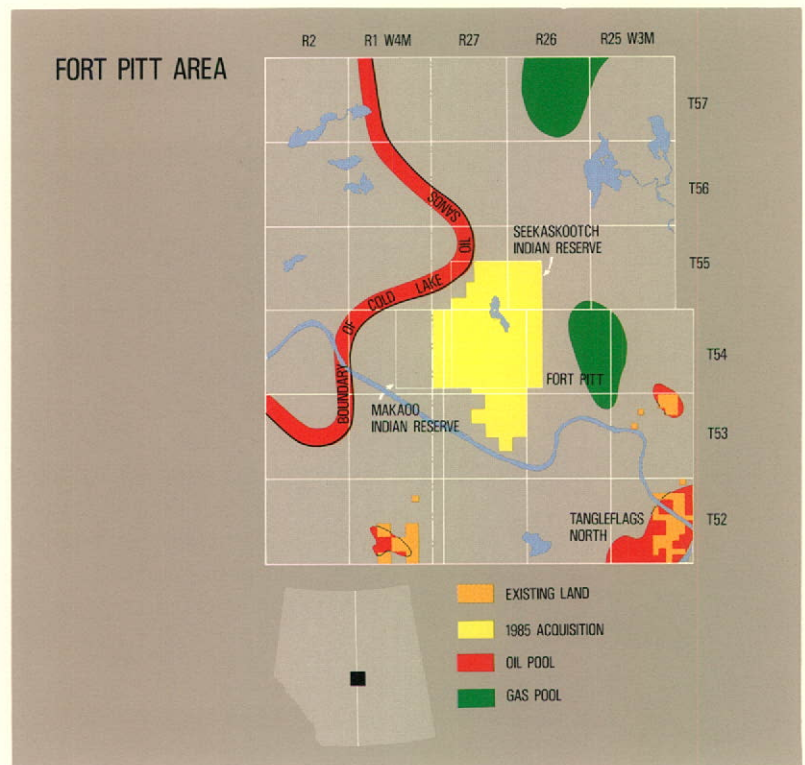 FORT PITT AREA
R2 R1 W4M R27 R26 R25 W3M
T57
T56
T55
T54
T53
T52
SEEKASKOOTCH
INDIAN RESERVE
BOUNDARY OF COLD LAKE OIL SANDS
FORT PITT
MAKAOO
INDIAN RESERVE
TANGLEFLAGS
NORTH
EXISTING LAND
1985 ACQUISITION
OIL POOL
GAS POOL